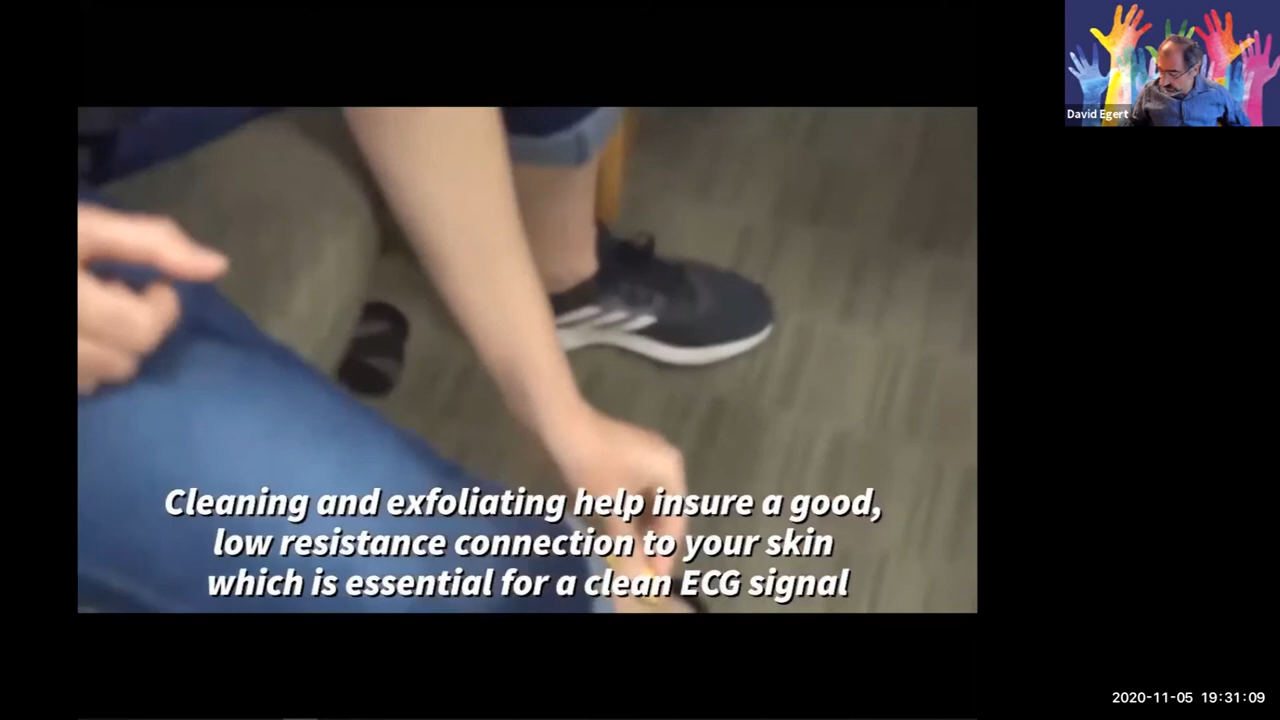 David Egert
Cleaning and exfoliating help insure a good,
low resistance connection to your skin
which is essential for a clean ECG signal
2020-11-05 19:31:09